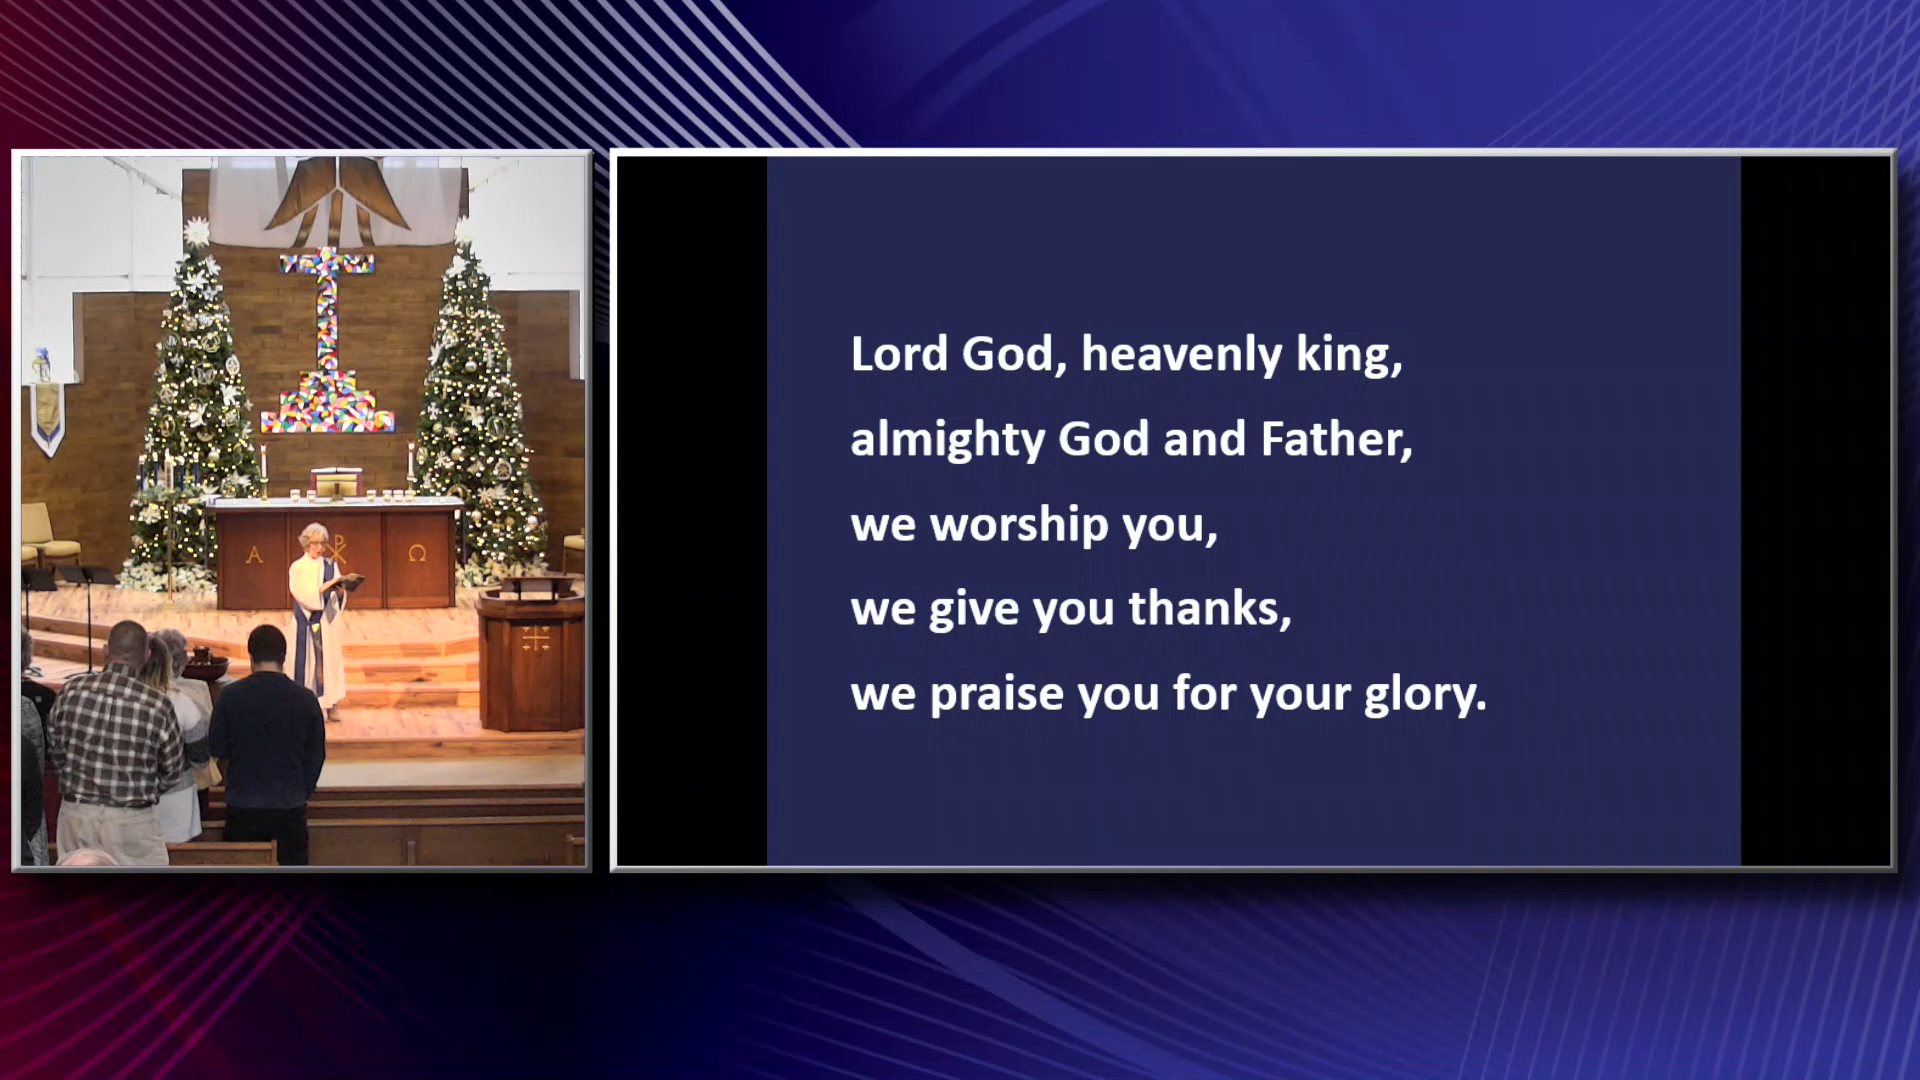 Α
☧
Ω
Lord God, heavenly king,
almighty God and Father,
we worship you,
we give you thanks,
we praise you for your glory.